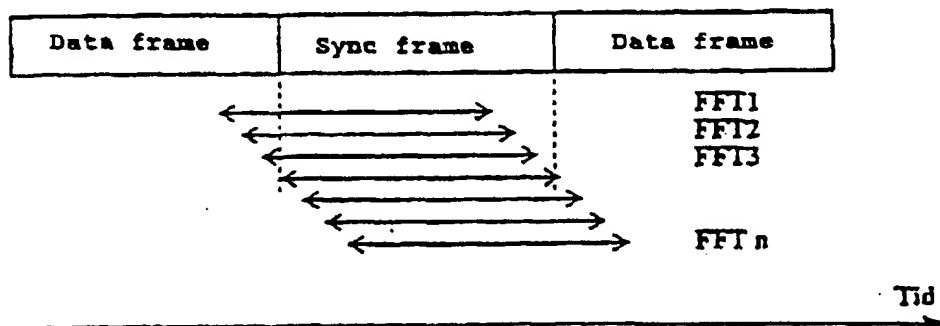 Data frame Sync frame Data frame
FFT1
FFT2
FFT3
FFT n
Tid